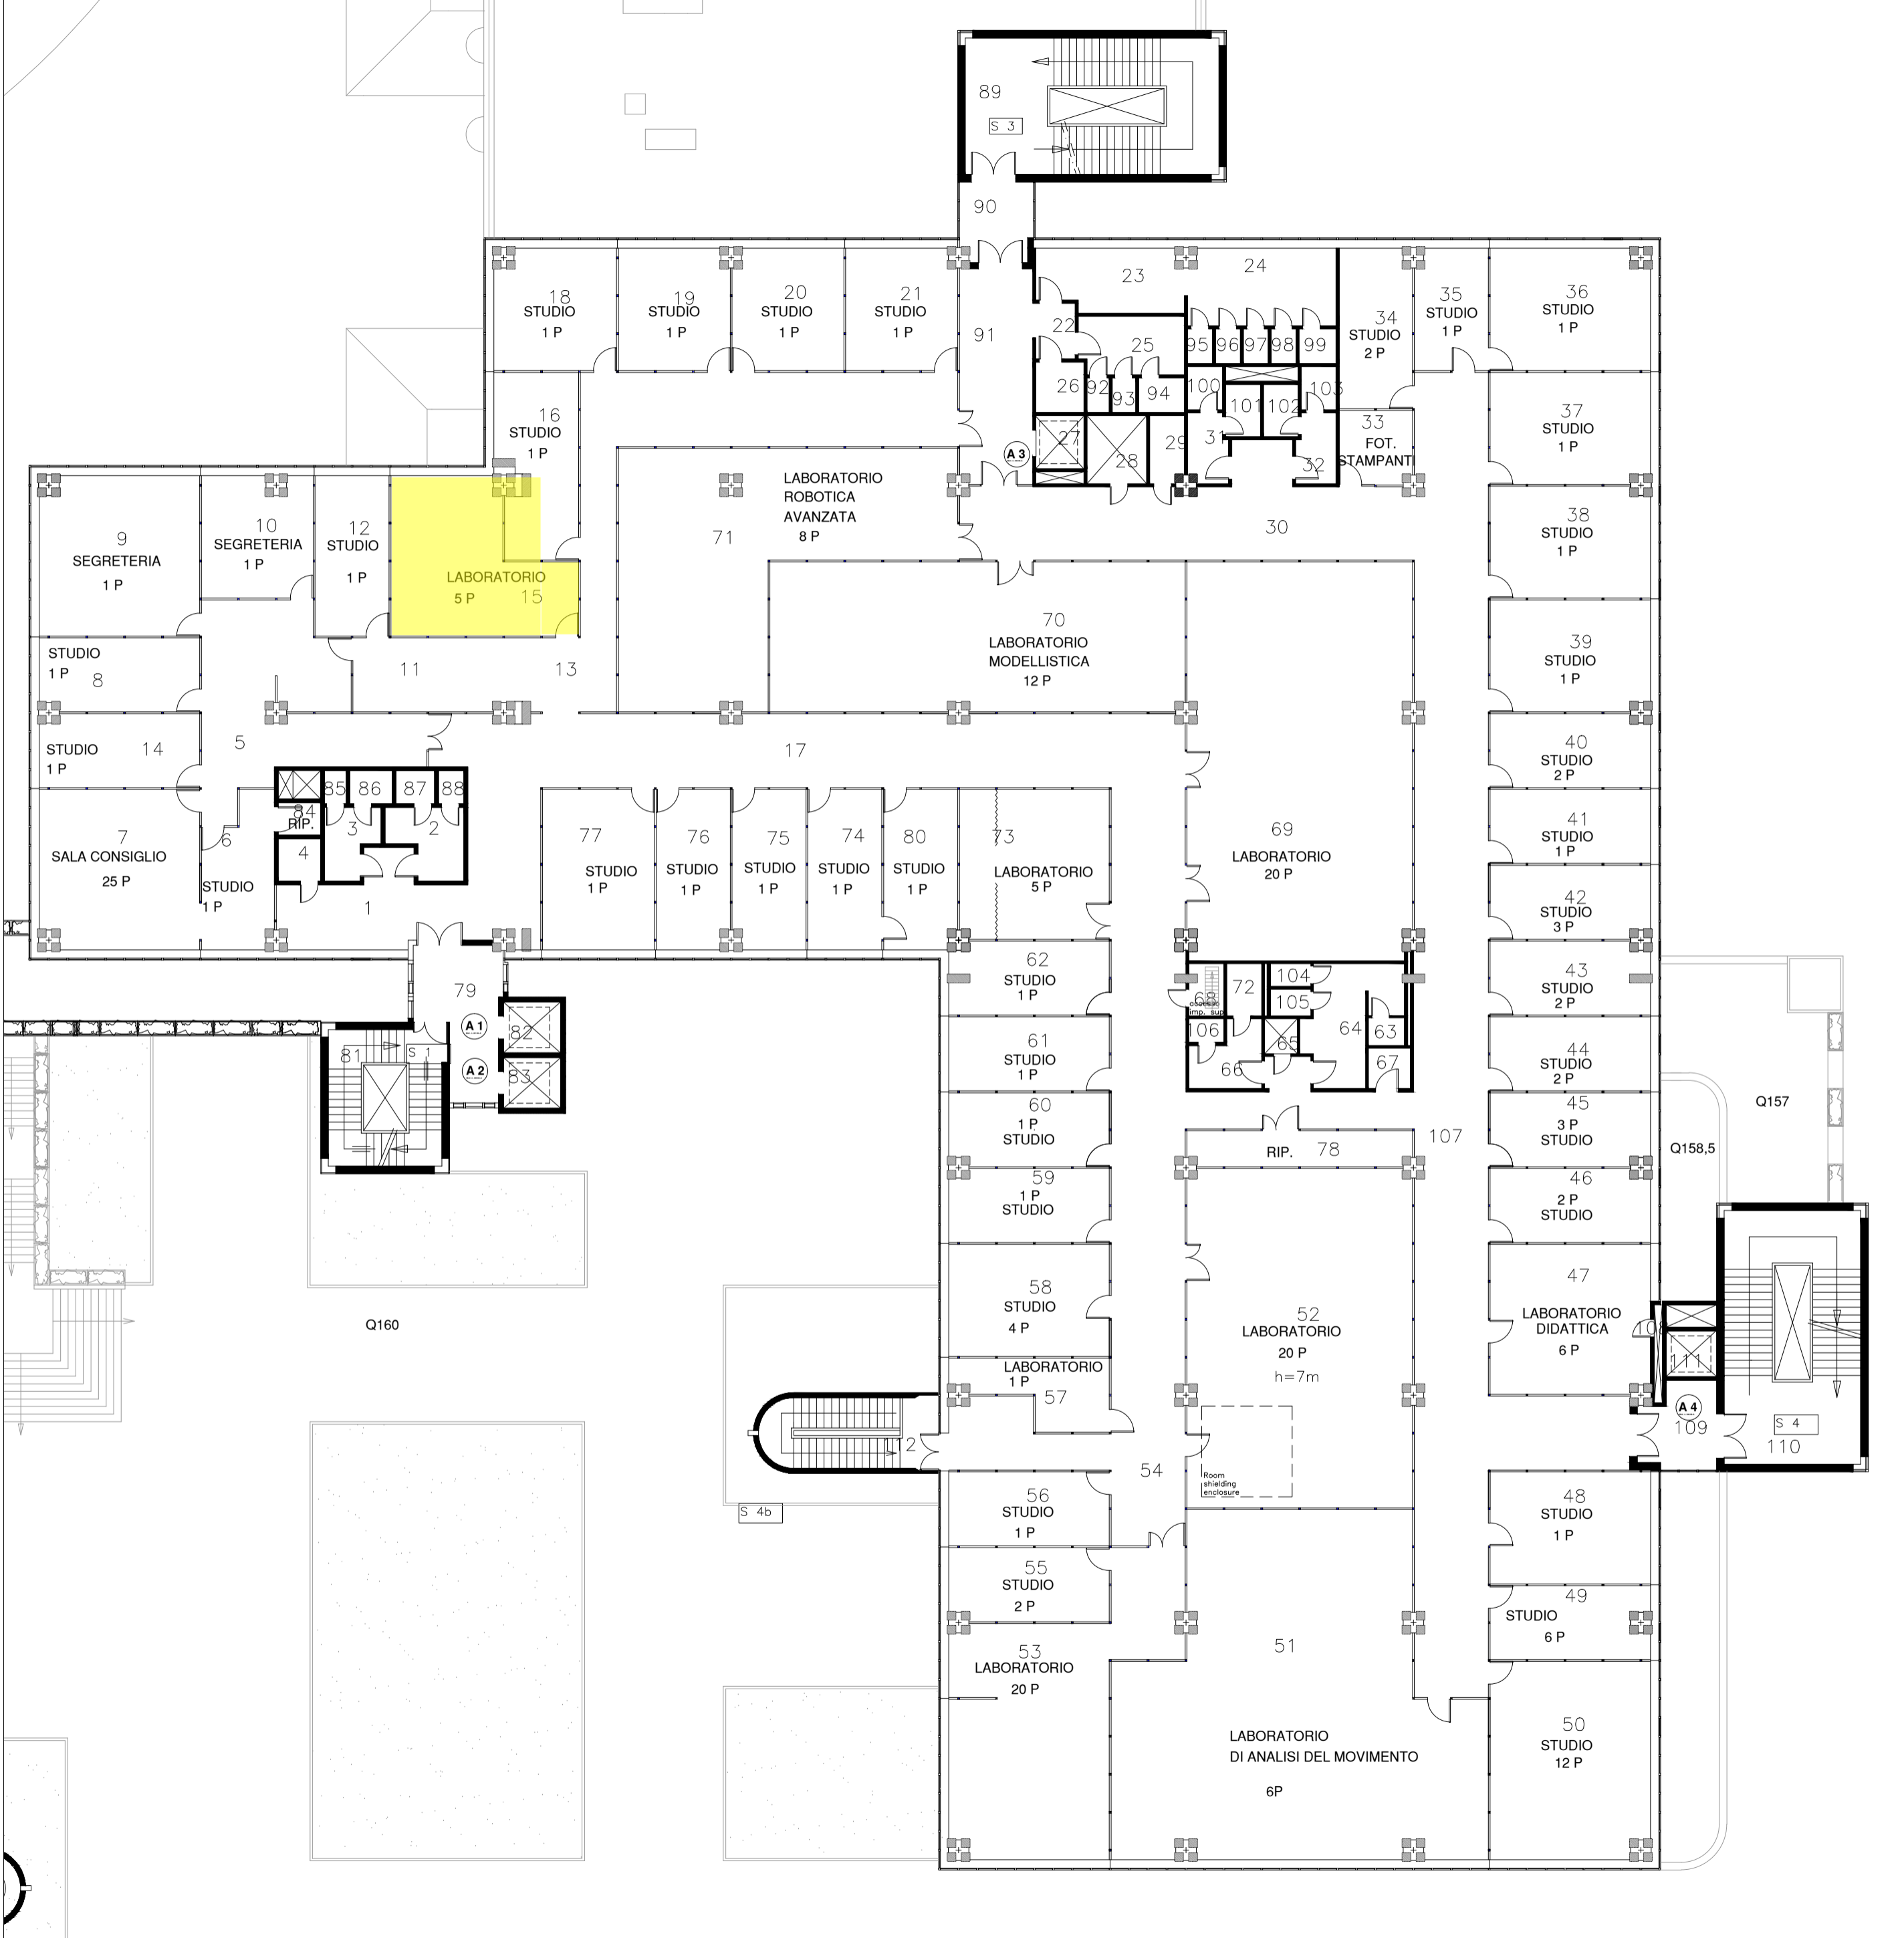 89
S 3
90
18
STUDIO
1 P
19
STUDIO
1 P
20
STUDIO
1 P
21
STUDIO
1 P
91
22
23
24
25
26
92
93
94
95
96
97
98
99
100
101
102
103
27
28
29
31
32
A 3
34
STUDIO
2 P
33
FOT.
STAMPANTI
35
STUDIO
1 P
36
STUDIO
1 P
37
STUDIO
1 P
16
STUDIO
1 P
9
SEGRETERIA
1 P
10
SEGRETERIA
1 P
12
STUDIO
1 P
LABORATORIO
5 P
15
71
LABORATORIO
ROBOTICA
AVANZATA
8 P
30
38
STUDIO
1 P
STUDIO
1 P
8
11
13
70
LABORATORIO
MODELLISTICA
12 P
39
STUDIO
1 P
STUDIO
1 P
14
5
17
40
STUDIO
2 P
7
SALA CONSIGLIO
25 P
6
STUDIO
1 P
84
RIP.
4
85
86
87
88
3
2
1
77
STUDIO
1 P
76
STUDIO
1 P
75
STUDIO
1 P
74
STUDIO
1 P
80
STUDIO
1 P
73
LABORATORIO
5 P
69
LABORATORIO
20 P
41
STUDIO
1 P
42
STUDIO
3 P
79
A 1
A 2
82
83
81
S 1
62
STUDIO
1 P
61
STUDIO
1 P
60
1 P
STUDIO
59
1 P
STUDIO
68
imp. sup.
72
104
105
106
65
66
64
63
67
43
STUDIO
2 P
44
STUDIO
2 P
45
3 P
STUDIO
46
2 P
STUDIO
107
RIP.
78
Q157
Q158,5
Q160
58
STUDIO
4 P
LABORATORIO
1 P
57
52
LABORATORIO
20 P
h=7m
Room
shielding
enclosure
47
LABORATORIO
DIDATTICA
6 P
111
A 4
109
S 4
110
54
S 4b
56
STUDIO
1 P
55
STUDIO
2 P
53
LABORATORIO
20 P
51
LABORATORIO
DI ANALISI DEL MOVIMENTO
6P
48
STUDIO
1 P
49
STUDIO
6 P
50
STUDIO
12 P